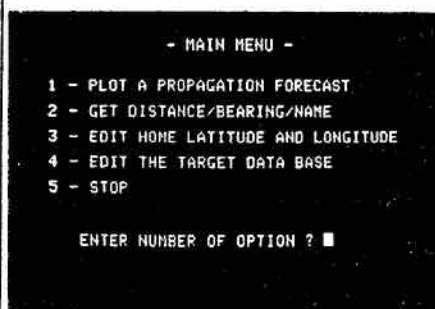 - MAIN MENU -
1 - PLOT A PROPAGATION FORECAST
2 - GET DISTANCE/BEARING/NAME
3 - EDIT HOME LATITUDE AND LONGITUDE
4 - EDIT THE TARGET DATA BASE
5 - STOP
ENTER NUMBER OF OPTION ?